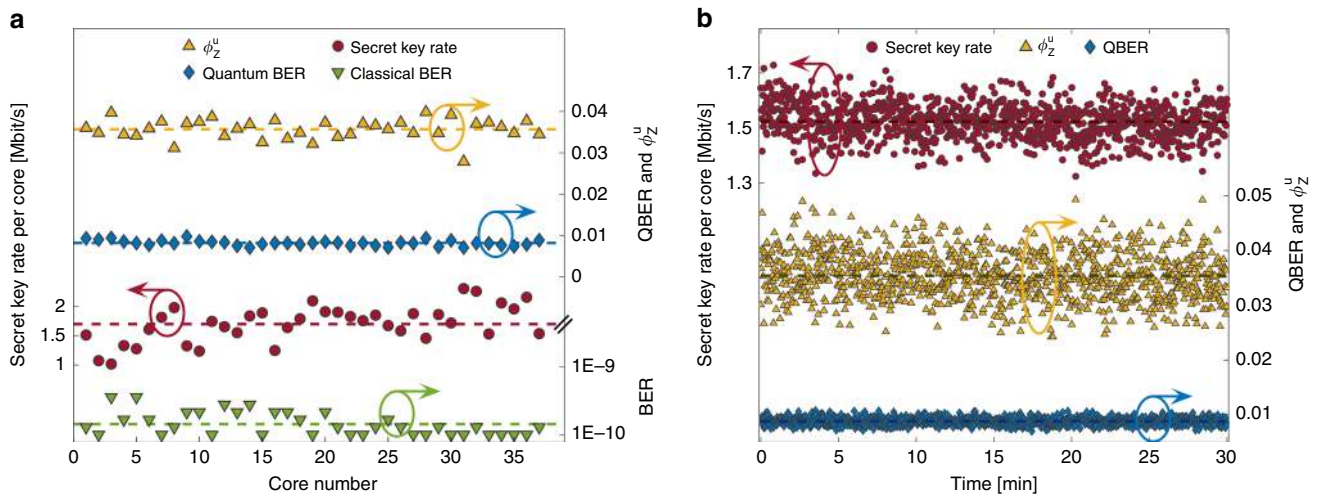 a
ϕ_Z^u
Secret key rate
Quantum BER
Classical BER
Secret key rate per core [Mbit/s]
2
1.5
1
0.04
0.03
0.02
0.01
0
QBER and ϕ_Z^u
1E–9
1E–10
BER
0 5 10 15 20 25 30 35
Core number
b
Secret key rate ϕ_Z^u QBER
Secret key rate per core [Mbit/s]
1.7
1.5
1.3
0.05
0.04
0.03
0.02
0.01
QBER and ϕ_Z^u
0 5 10 15 20 25 30
Time [min]